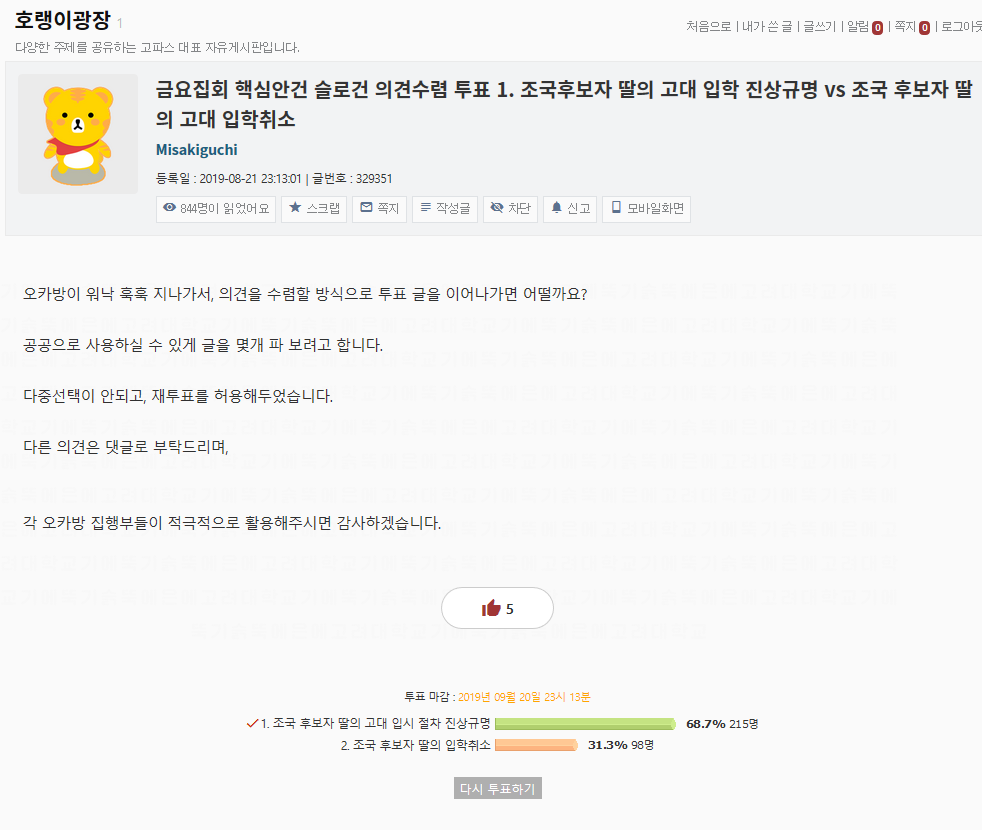 호랭이광장 1
처음으로 | 내가 쓴 글 | 글쓰기 | 알림 0 | 쪽지 0 | 로그아웃
다양한 주제를 공유하는 고파스 대표 자유게시판입니다.
금요집회 핵심안건 슬로건 의견수렴 투표 1. 조국후보자 딸의 고대 입학 진상규명 vs 조국 후보자 딸
의 고대 입학취소
Misakiguchi
등록일 : 2019-08-21 23:13:01 | 글번호 : 329351
844명이 읽었어요 스크랩 쪽지 작성글 차단 신고 모바일화면
오카방이 워낙 훅훅 지나가서, 의견을 수렴할 방식으로 투표 글을 이어나가면 어떨까요?
공공으로 사용하실 수 있게 글을 몇개 파 보려고 합니다.
다중선택이 안되고, 재투표를 허용해두었습니다.
다른 의견은 댓글로 부탁드리며,
각 오카방 집행부들이 적극적으로 활용해주시면 감사하겠습니다.
5
투표 마감 : 2019년 09월 20일 23시 13분
1. 조국 후보자 딸의 고대 입시 절차 진상규명 68.7% 215명
2. 조국 후보자 딸의 입학취소 31.3% 98명
다시 투표하기